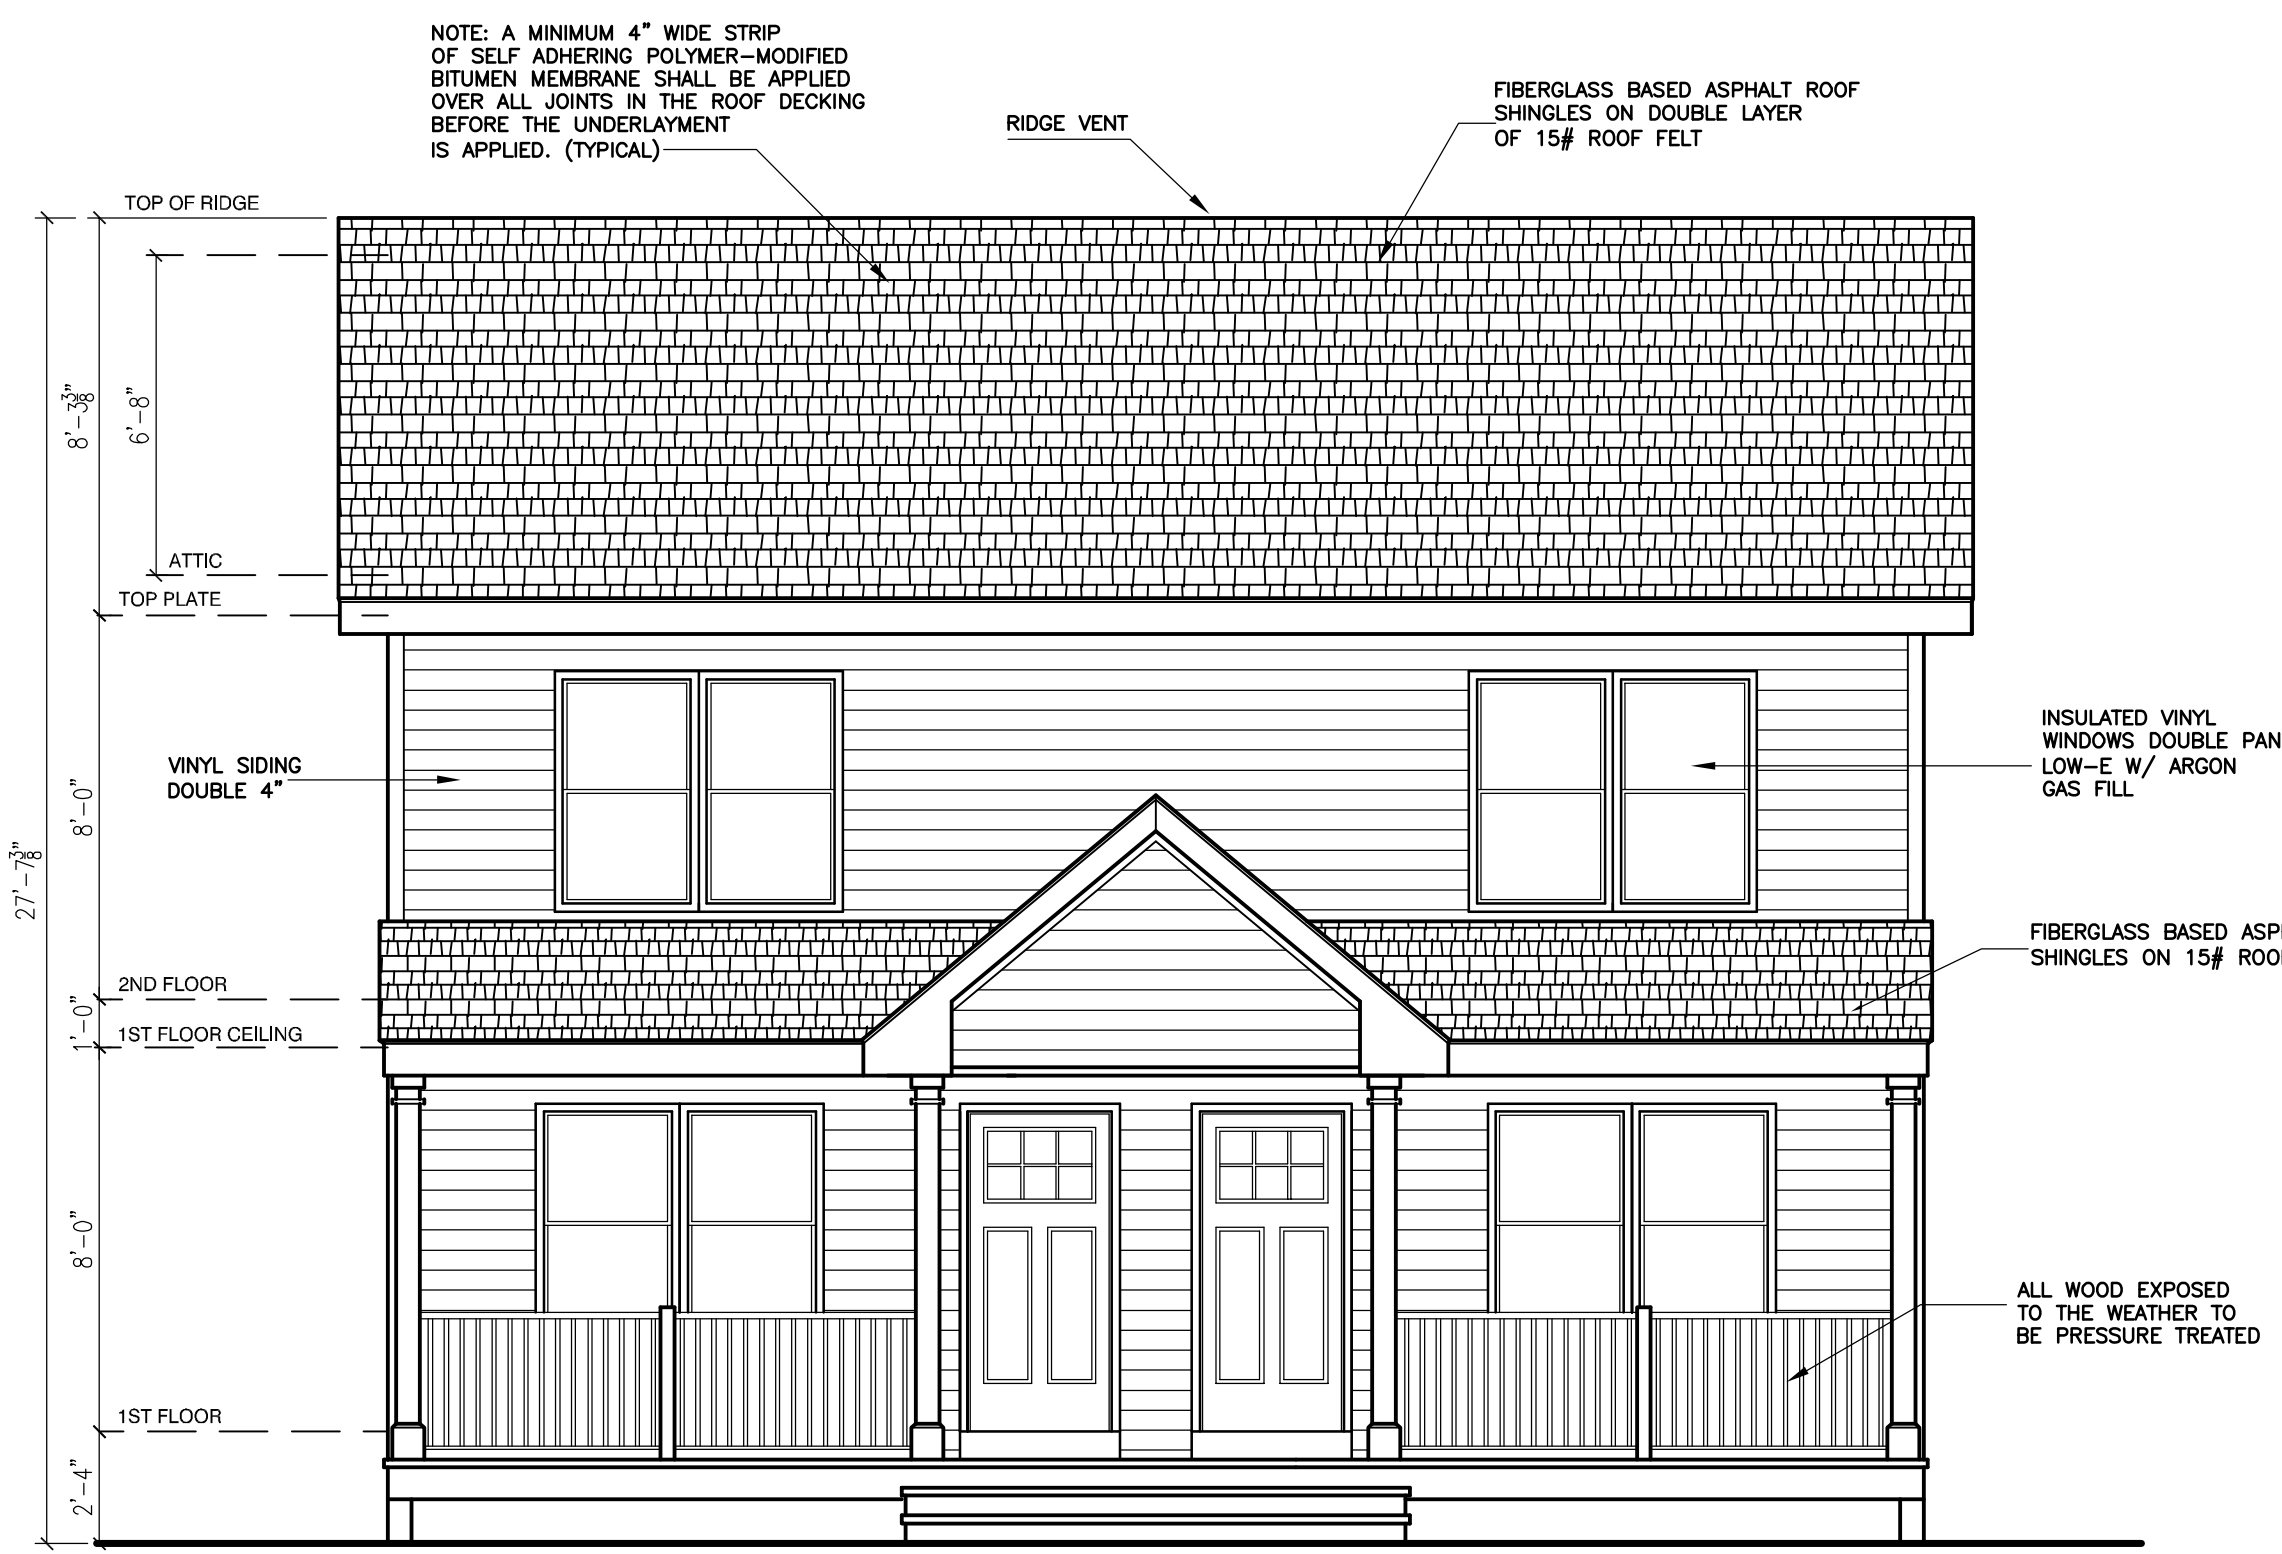 NOTE: A MINIMUM 4" WIDE STRIP
OF SELF ADHERING POLYMER-MODIFIED
BITUMEN MEMBRANE SHALL BE APPLIED
OVER ALL JOINTS IN THE ROOF DECKING
BEFORE THE UNDERLAYMENT
IS APPLIED. (TYPICAL)
RIDGE VENT
FIBERGLASS BASED ASPHALT ROOF
SHINGLES ON DOUBLE LAYER
OF 15# ROOF FELT
TOP OF RIDGE
8'-3 3/8"
6'-8"
ATTIC
TOP PLATE
VINYL SIDING
DOUBLE 4"
INSULATED VINYL
WINDOWS DOUBLE PAN
LOW-E W/ ARGON
GAS FILL
8'-0"
27'-7 3/8"
FIBERGLASS BASED ASP
SHINGLES ON 15# ROO
2ND FLOOR
1'-0"
1ST FLOOR CEILING
8'-0"
ALL WOOD EXPOSED
TO THE WEATHER TO
BE PRESSURE TREATED
1ST FLOOR
2'-4"